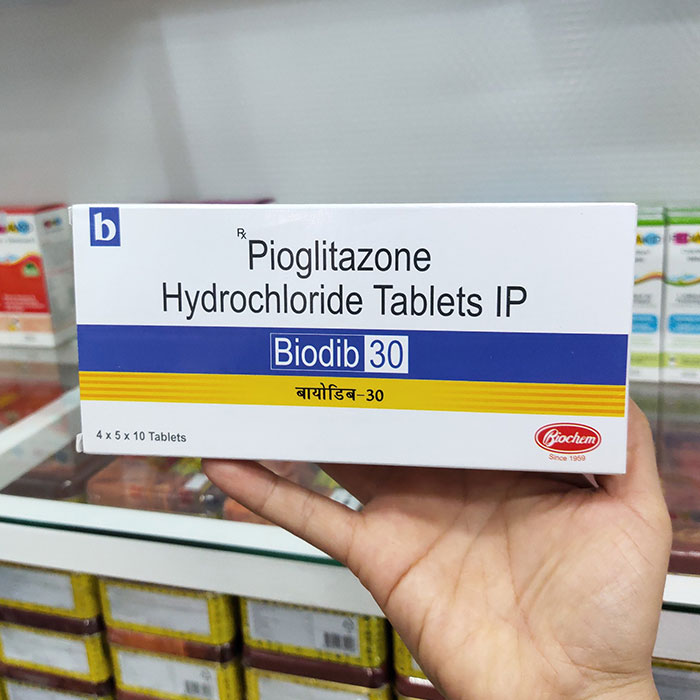 b
Rx
Pioglitazone
Hydrochloride Tablets IP
Biodib 30
बायोडिब-30
4 x 5 x 10 Tablets
Biochem
Since 1959